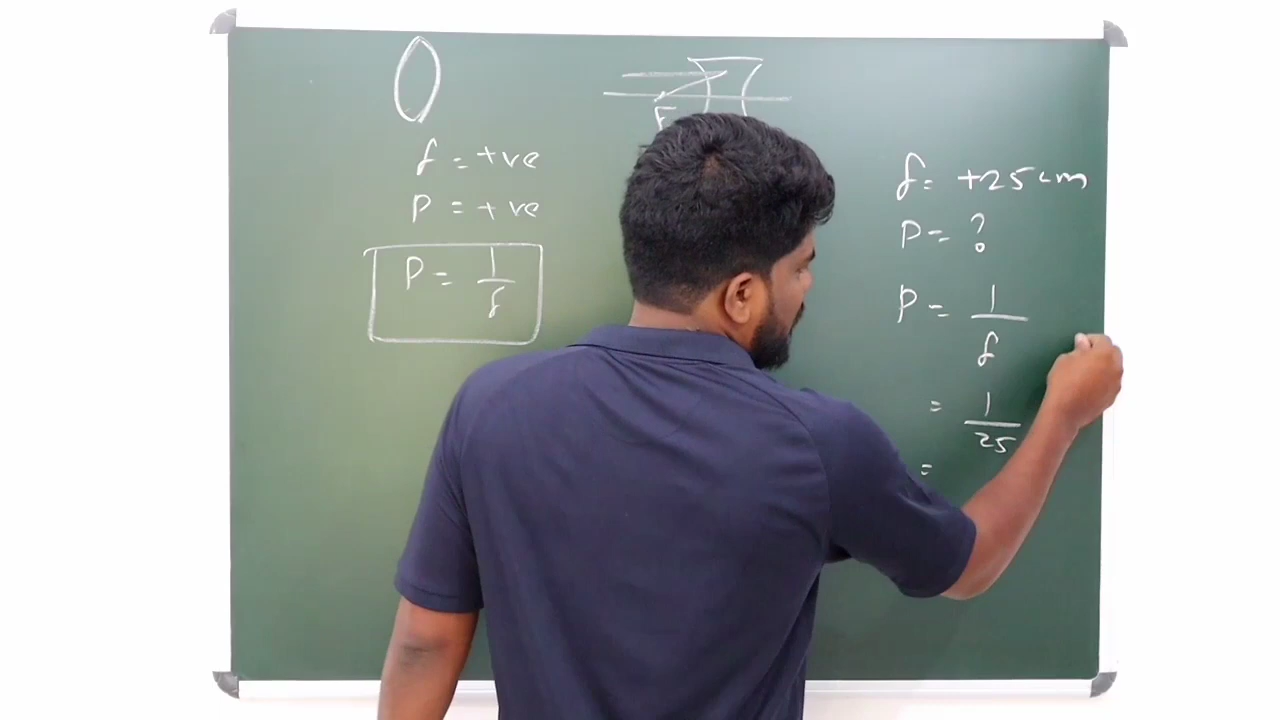 F
f = +ve
P = +ve
P = 1/f
f = +25 cm
P = ?
P = 1/f
= 1/25
=